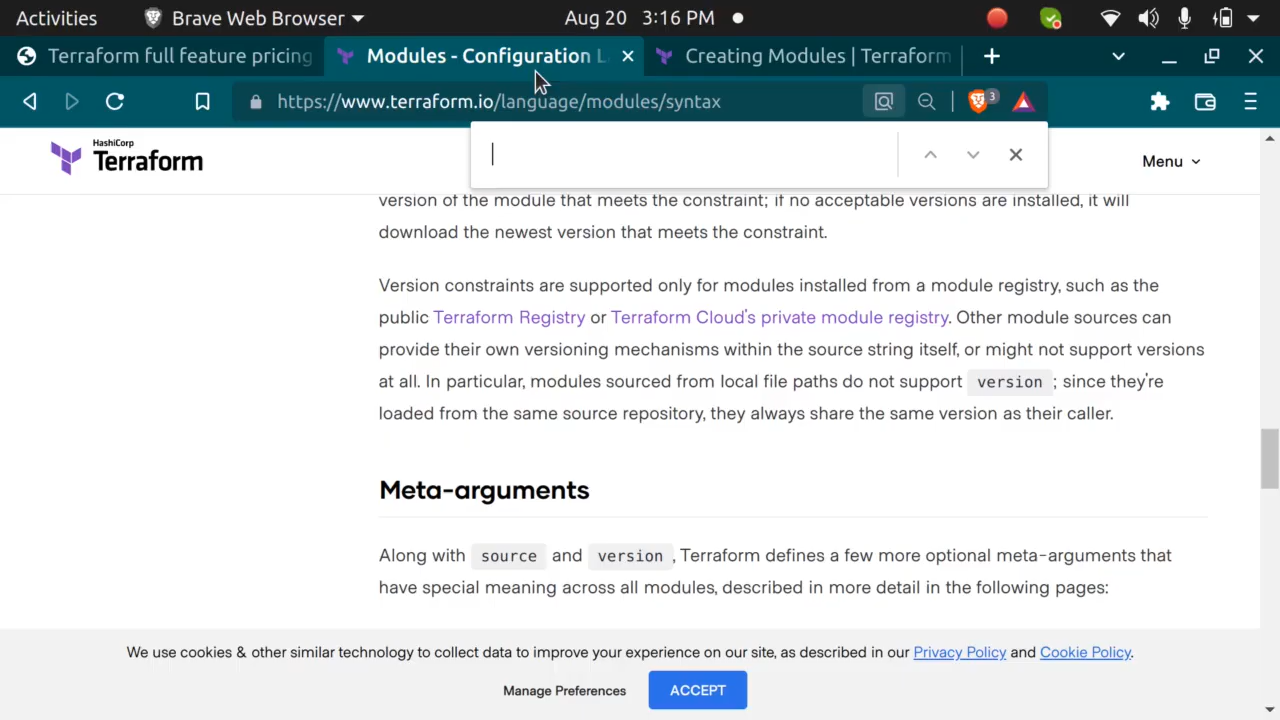 Activities
Brave Web Browser
Aug 20 3:16 PM
Terraform full feature pricing
Modules - Configuration L
Creating Modules | Terraform
https://www.terraform.io/language/modules/syntax
3
HashiCorp
Terraform
Menu
version of the module that meets the constraint; if no acceptable versions are installed, it will
download the newest version that meets the constraint.
Version constraints are supported only for modules installed from a module registry, such as the
public Terraform Registry or Terraform Cloud's private module registry. Other module sources can
provide their own versioning mechanisms within the source string itself, or might not support versions
at all. In particular, modules sourced from local file paths do not support version ; since they're
loaded from the same source repository, they always share the same version as their caller.
Meta-arguments
Along with source and version , Terraform defines a few more optional meta-arguments that
have special meaning across all modules, described in more detail in the following pages:
We use cookies & other similar technology to collect data to improve your experience on our site, as described in our Privacy Policy and Cookie Policy.
Manage Preferences
ACCEPT